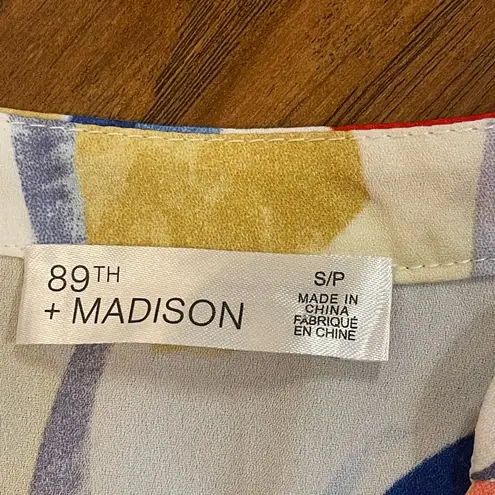 89TH
+ MADISON
S/P
MADE IN
CHINA
FABRIQUÉ
EN CHINE